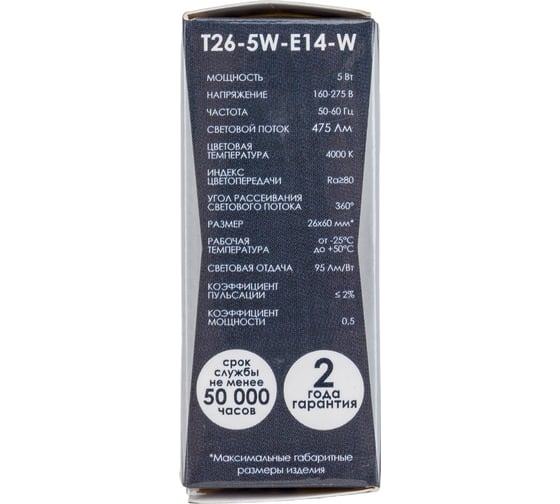 T26-5W-E14-W
МОЩНОСТЬ 5 Вт
НАПРЯЖЕНИЕ 160-275 В
ЧАСТОТА 50-60 Гц
СВЕТОВОЙ ПОТОК 475 Лм
ЦВЕТОВАЯ
ТЕМПЕРАТУРА 4000 К
ИНДЕКС
ЦВЕТОПЕРЕДАЧИ Ra≥80
УГОЛ РАССЕИВАНИЯ
СВЕТОВОГО ПОТОКА 360°
РАЗМЕР 26х60 мм*
РАБОЧАЯ от -25°С
ТЕМПЕРАТУРА до +50°С
СВЕТОВАЯ ОТДАЧА 95 Лм/Вт
КОЭФФИЦИЕНТ
ПУЛЬСАЦИИ ≤ 2%
КОЭФФИЦИЕНТ
МОЩНОСТИ 0.5
срок
службы
не менее
50 000
часов
2
года
гарантия
*Максимальные габаритные
размеры изделия